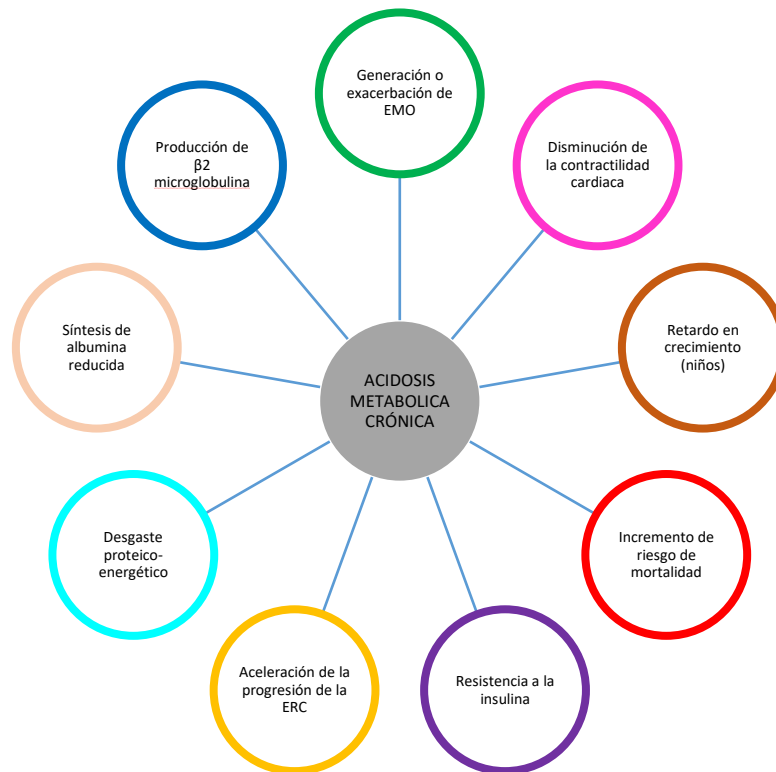 Generación o
exacerbación de
EMO
Disminución de
la contractilidad
cardiaca
Retardo en
crecimiento
(niños)
Incremento de
riesgo de
mortalidad
Resistencia a la
insulina
Aceleración de la
progresión de la
ERC
Desgaste
proteico-
energético
Síntesis de
albumina
reducida
Producción de
β2
microglobulina
ACIDOSIS
METABOLICA
CRÓNICA